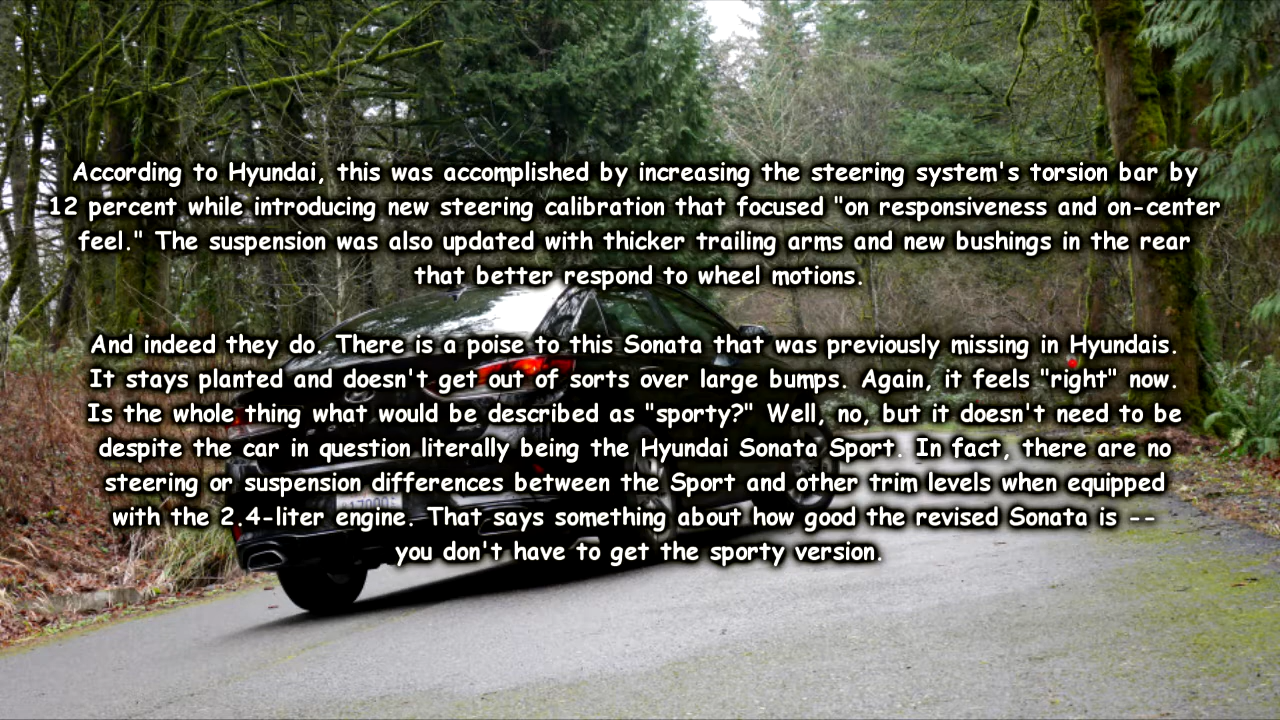 According to Hyundai, this was accomplished by increasing the steering system's torsion bar by
12 percent while introducing new steering calibration that focused "on responsiveness and on-center
feel." The suspension was also updated with thicker trailing arms and new bushings in the rear
that better respond to wheel motions.
And indeed they do. There is a poise to this Sonata that was previously missing in Hyundais.
It stays planted and doesn't get out of sorts over large bumps. Again, it feels "right" now.
Is the whole thing what would be described as "sporty?" Well, no, but it doesn't need to be
despite the car in question literally being the Hyundai Sonata Sport. In fact, there are no
steering or suspension differences between the Sport and other trim levels when equipped
with the 2.4-liter engine. That says something about how good the revised Sonata is --
you don't have to get the sporty version.